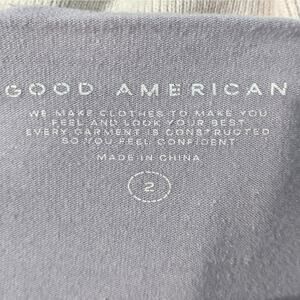 GOOD AMERICAN
WE MAKE CLOTHES TO MAKE YOU
FEEL AND LOOK YOUR BEST.
EVERY GARMENT IS CONSTRUCTED
SO YOU FEEL CONFIDENT
MADE IN CHINA
2